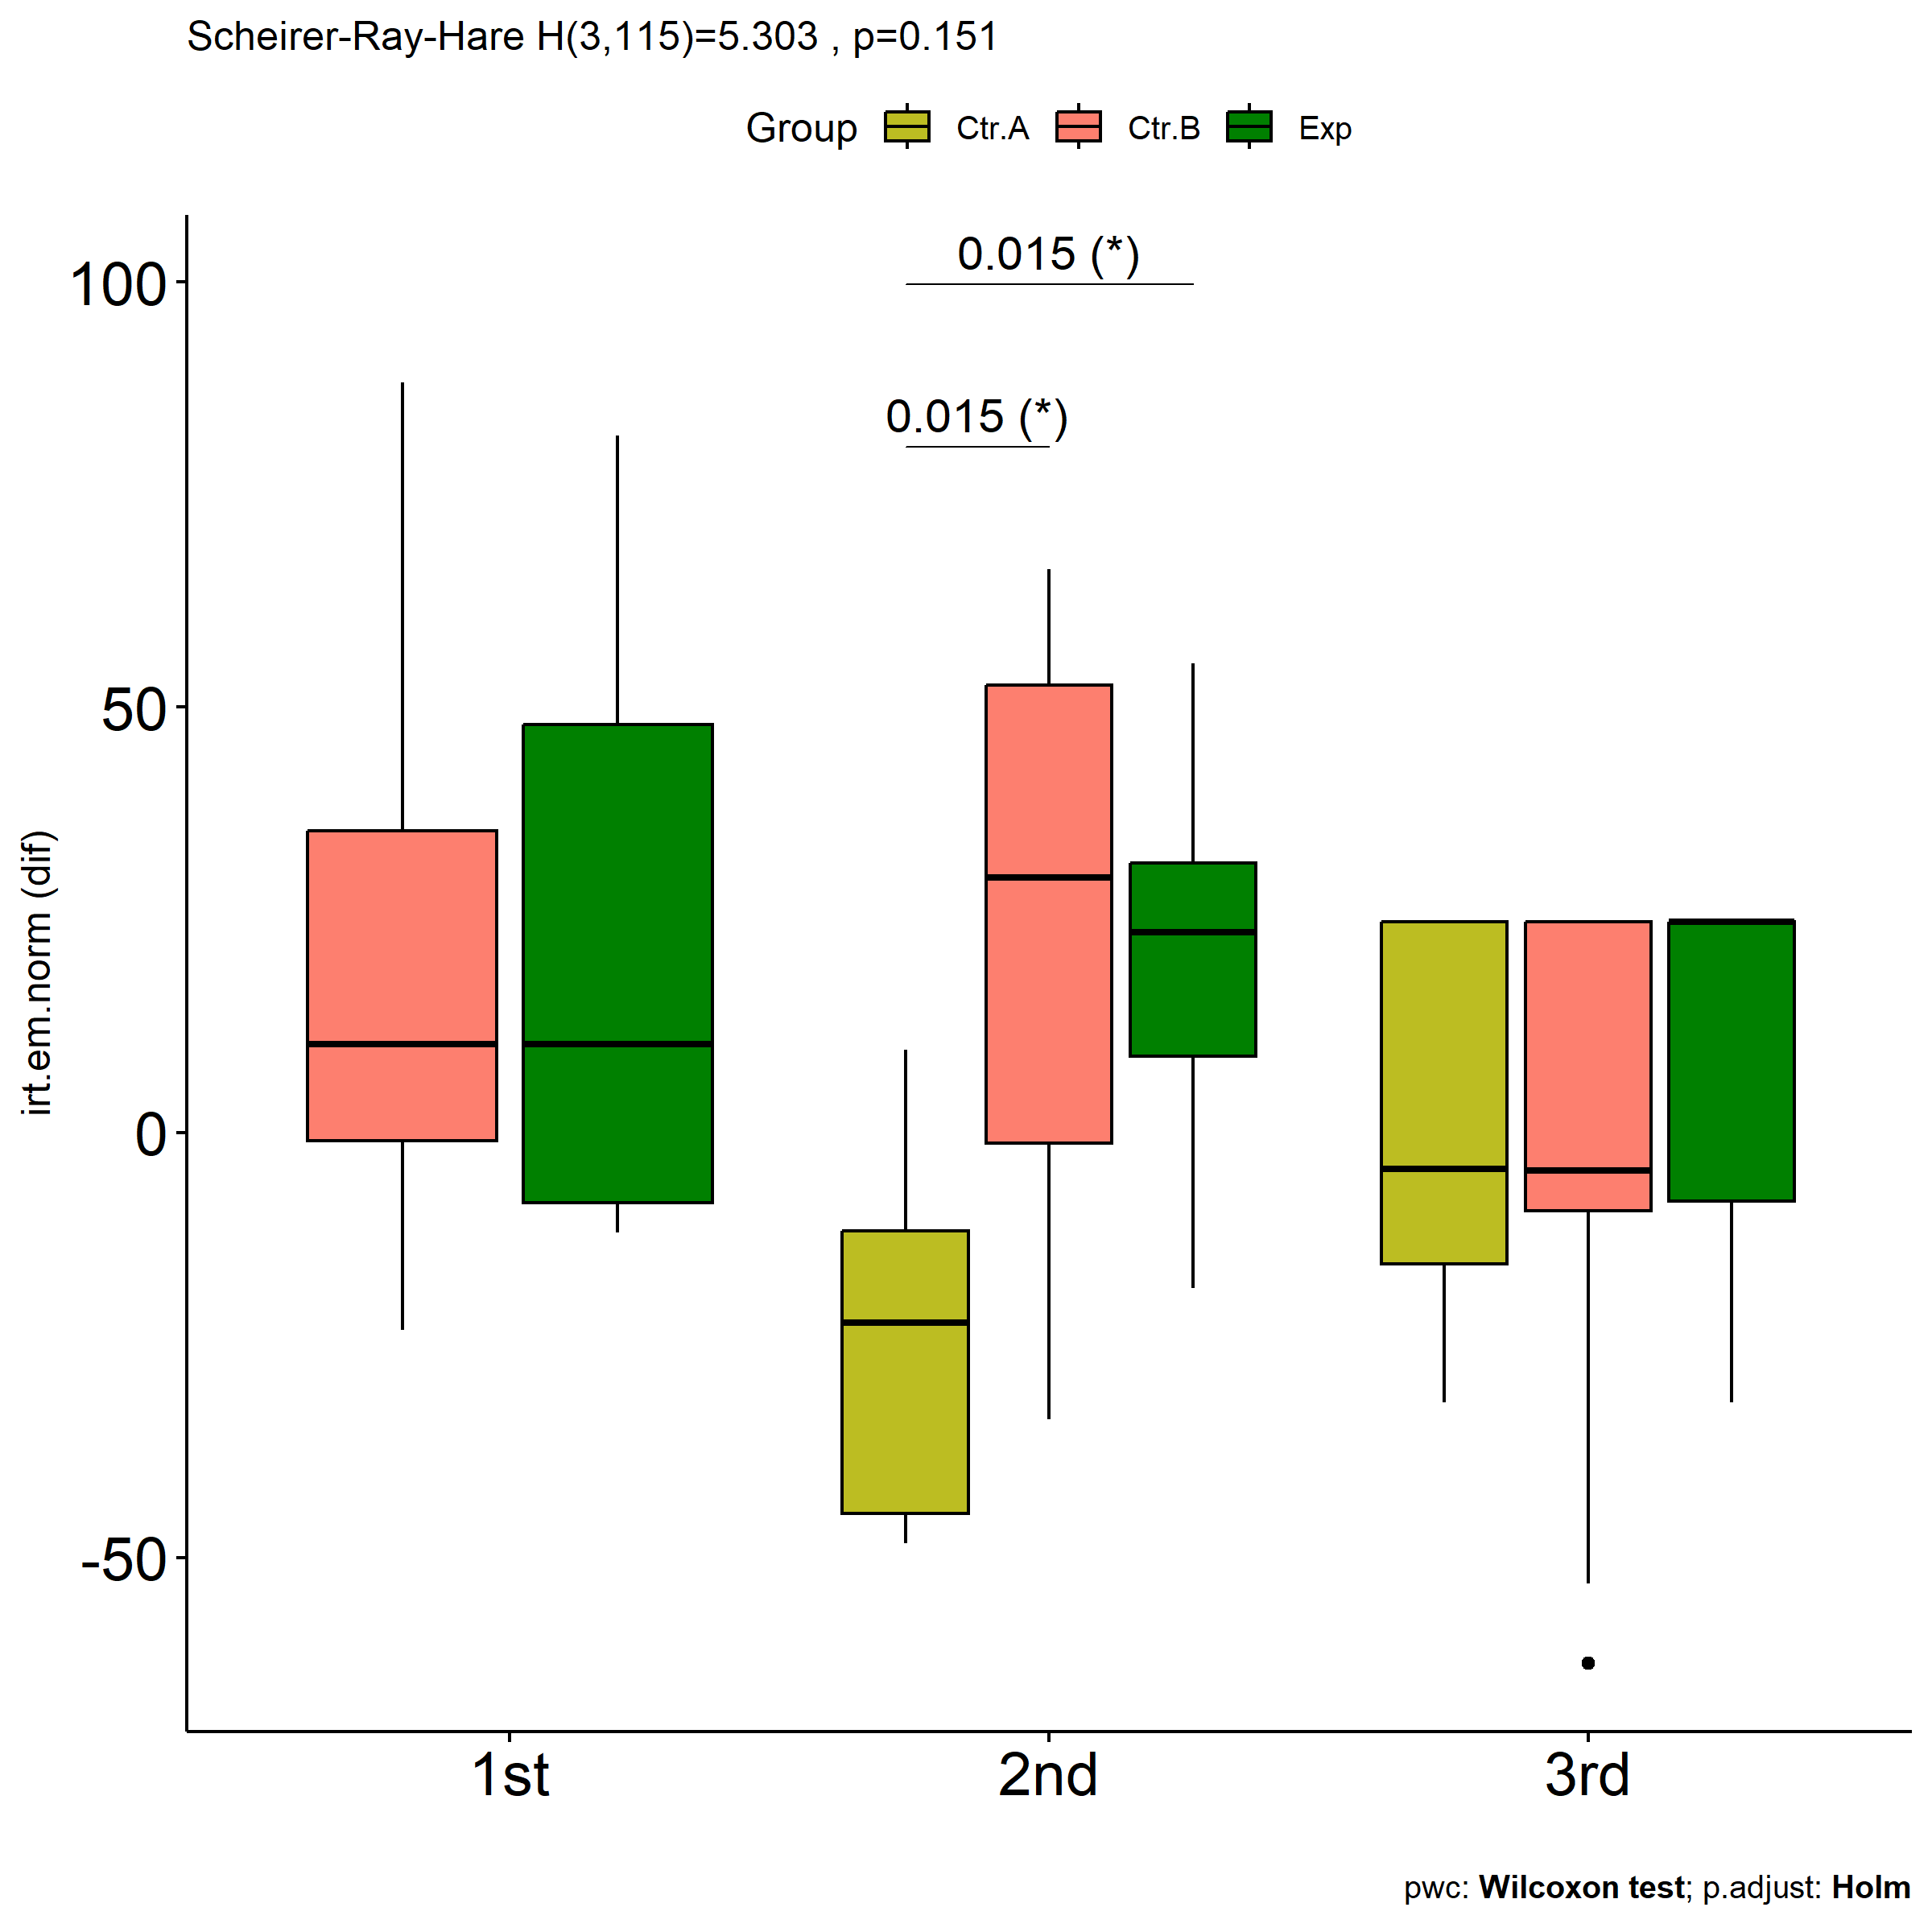 Scheirer-Ray-Hare H(3,115)=5.303 , p=0.151
Group Ctr.A Ctr.B Exp
100
50
0
-50
irt.em.norm (dif)
0.015 (*)
0.015 (*)
1st 2nd 3rd
pwc: Wilcoxon test; p.adjust: Holm